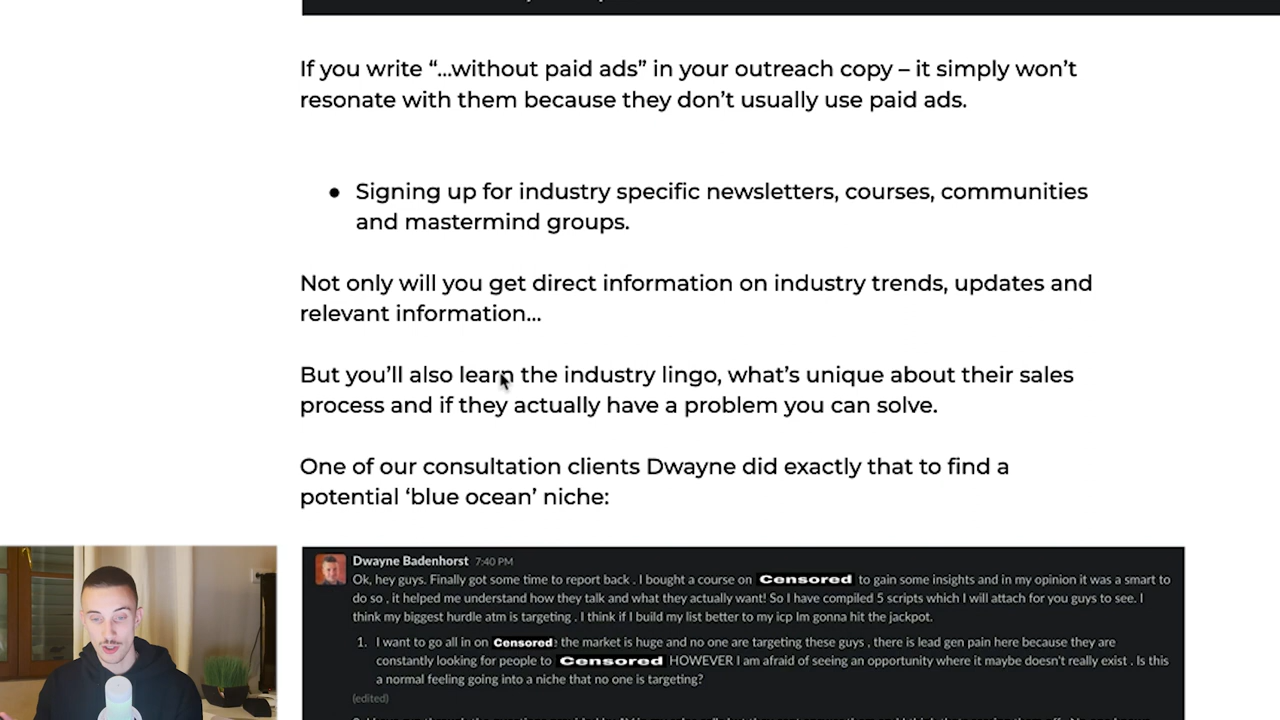 If you write “...without paid ads” in your outreach copy – it simply won’t
resonate with them because they don’t usually use paid ads.
● Signing up for industry specific newsletters, courses, communities
and mastermind groups.
Not only will you get direct information on industry trends, updates and
relevant information...
But you’ll also learn the industry lingo, what’s unique about their sales
process and if they actually have a problem you can solve.
One of our consultation clients Dwayne did exactly that to find a
potential ‘blue ocean’ niche:
Dwayne Badenhorst 7:40 PM
Ok, hey guys. Finally got some time to report back . I bought a course on Censored to gain some insights and in my opinion it was a smart to
do so , it helped me understand how they talk and what they actually want! So I have compiled 5 scripts which I will attach for you guys to see. I
think my biggest hurdle atm is targeting . I think if I build my list better to my icp Im gonna hit the jackpot.
1. I want to go all in on Censored: the market is huge and no one are targeting these guys , there is lead gen pain here because they are
constantly looking for people to Censored HOWEVER I am afraid of seeing an opportunity where it maybe doesn't really exist . Is this
a normal feeling going into a niche that no one is targeting?
(edited)